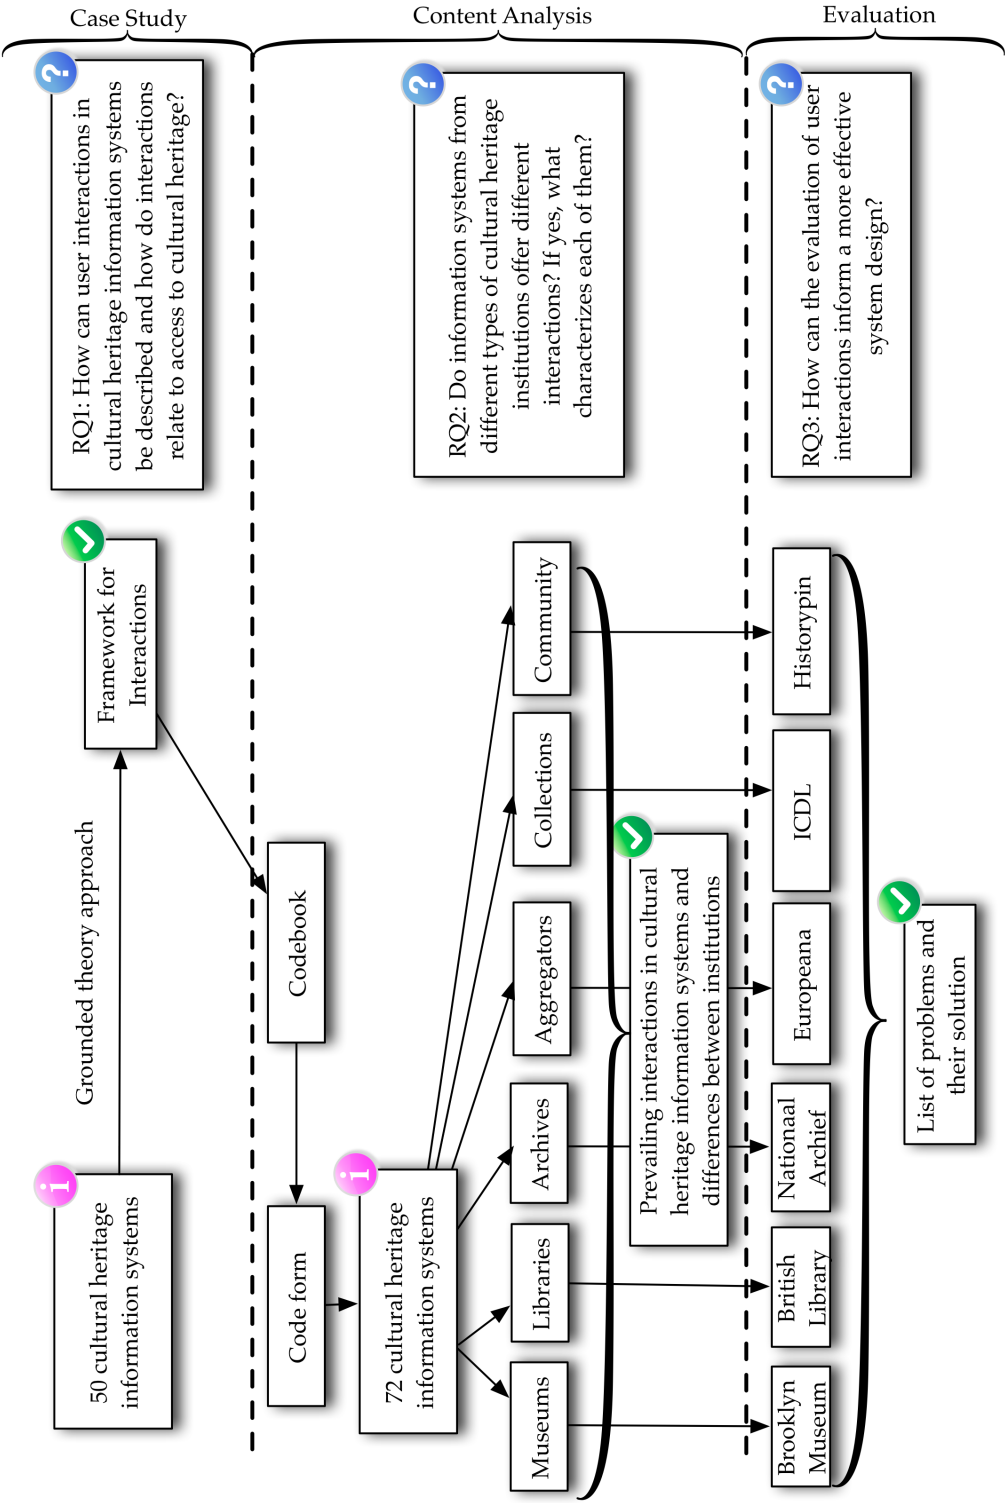 Case Study
Content Analysis
Evaluation
RQ1: How can user interactions in
cultural heritage information systems
be described and how do interactions
relate to access to cultural heritage?
?
RQ2: Do information systems from
different types of cultural heritage
institutions offer different
interactions? If yes, what
characterizes each of them?
?
RQ3: How can the evaluation of user
interactions inform a more effective
system design?
?
50 cultural heritage
information systems
i
Grounded theory approach
Framework for
Interactions
Codebook
Code form
72 cultural heritage
information systems
i
Museums
Libraries
Archives
Aggregators
Collections
Community
Prevailing interactions in cultural
heritage information systems and
differences between institutions
Brooklyn
Museum
British
Library
Nationaal
Archief
Europeana
ICDL
Historypin
List of problems and
their solution